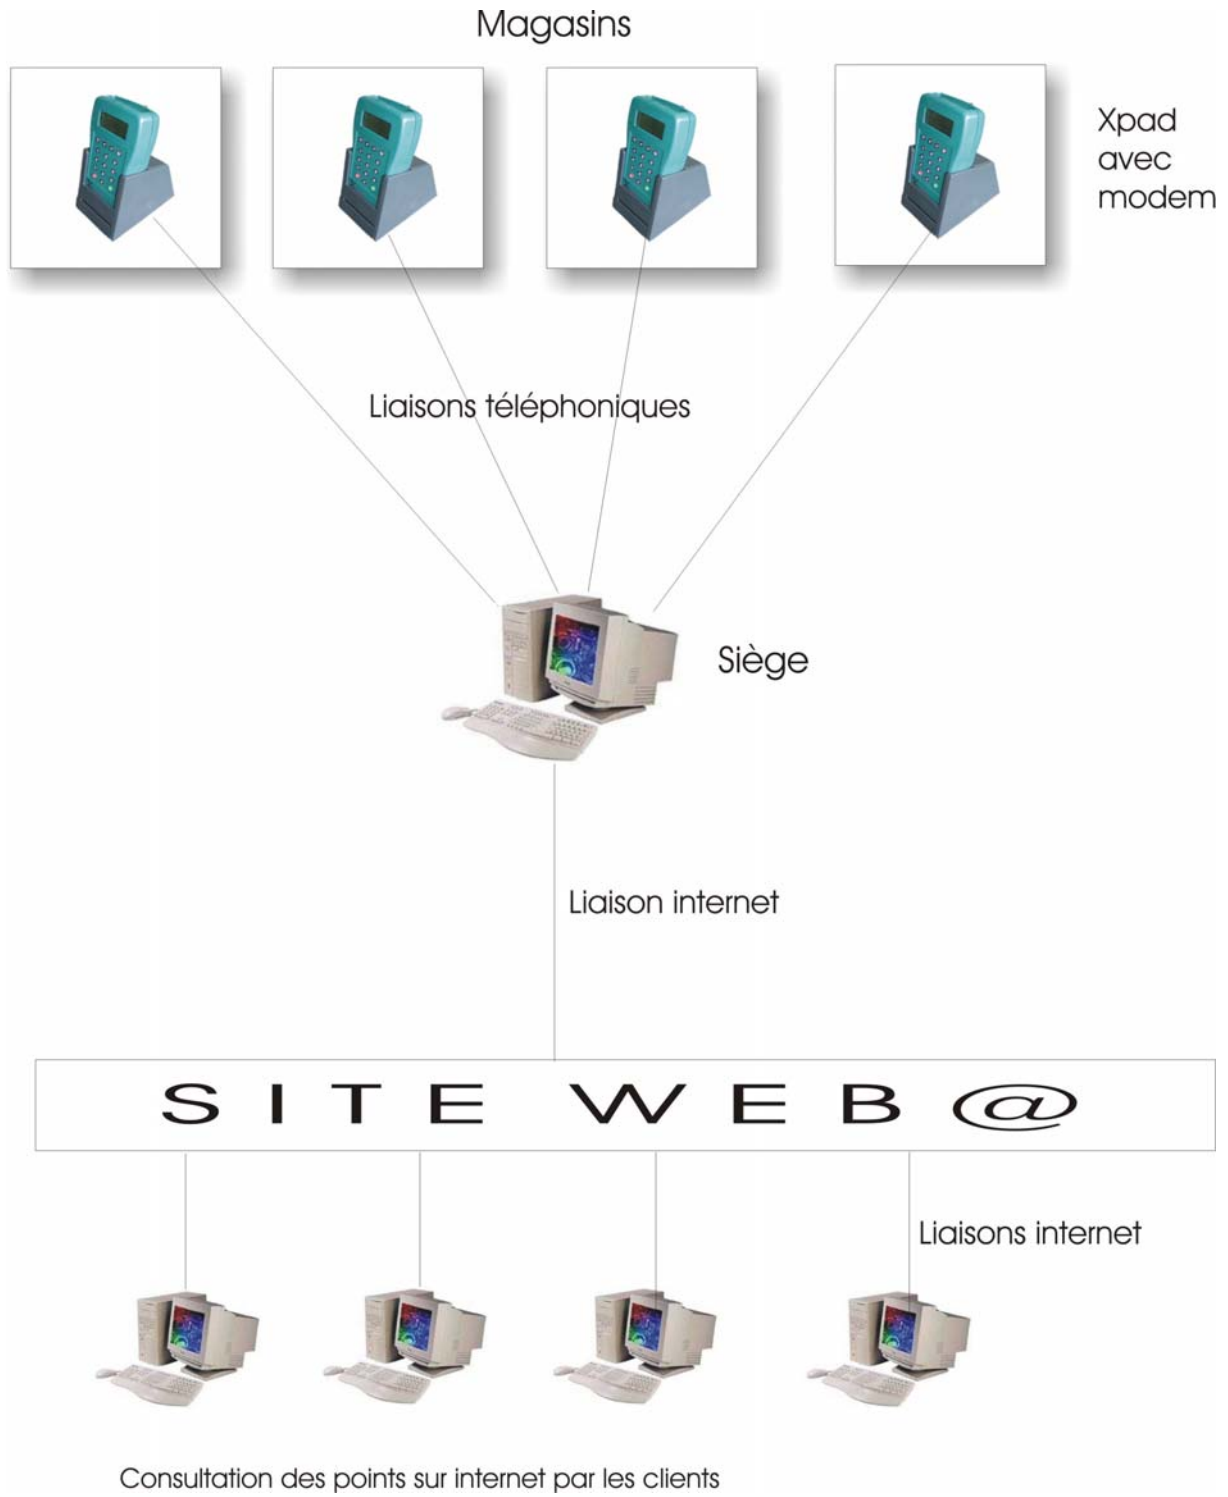 Magasins
Xpad
avec
modem
Liaisons téléphoniques
Siège
Liaison internet
SITE WEB @
Liaisons internet
Consultation des points sur internet par les clients